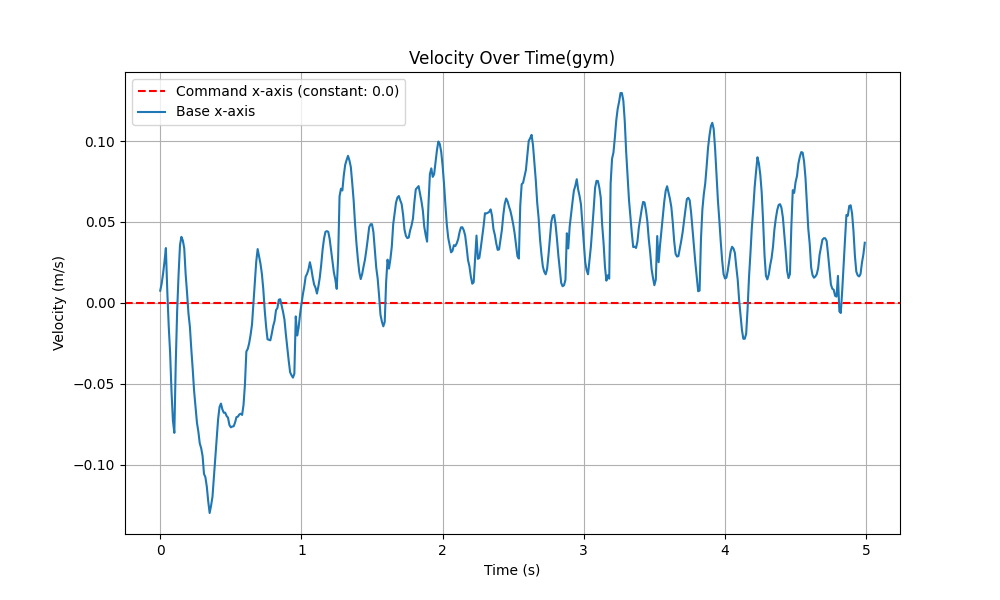 Velocity Over Time(gym)
Command x-axis (constant: 0.0)
Base x-axis
0.10
0.05
0.00
−0.05
−0.10
Velocity (m/s)
0 1 2 3 4 5
Time (s)